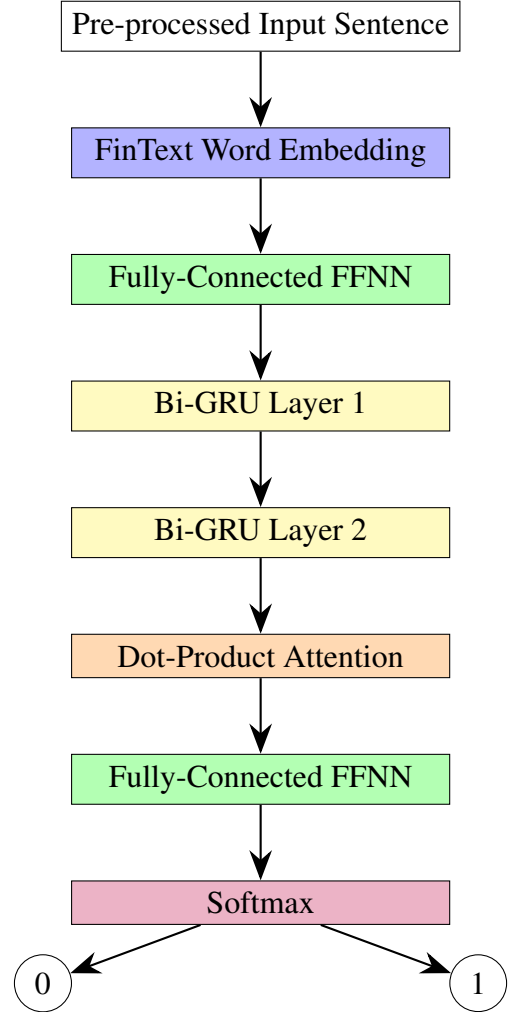 Pre-processed Input Sentence
FinText Word Embedding
Fully-Connected FFNN
Bi-GRU Layer 1
Bi-GRU Layer 2
Dot-Product Attention
Fully-Connected FFNN
Softmax
0
1